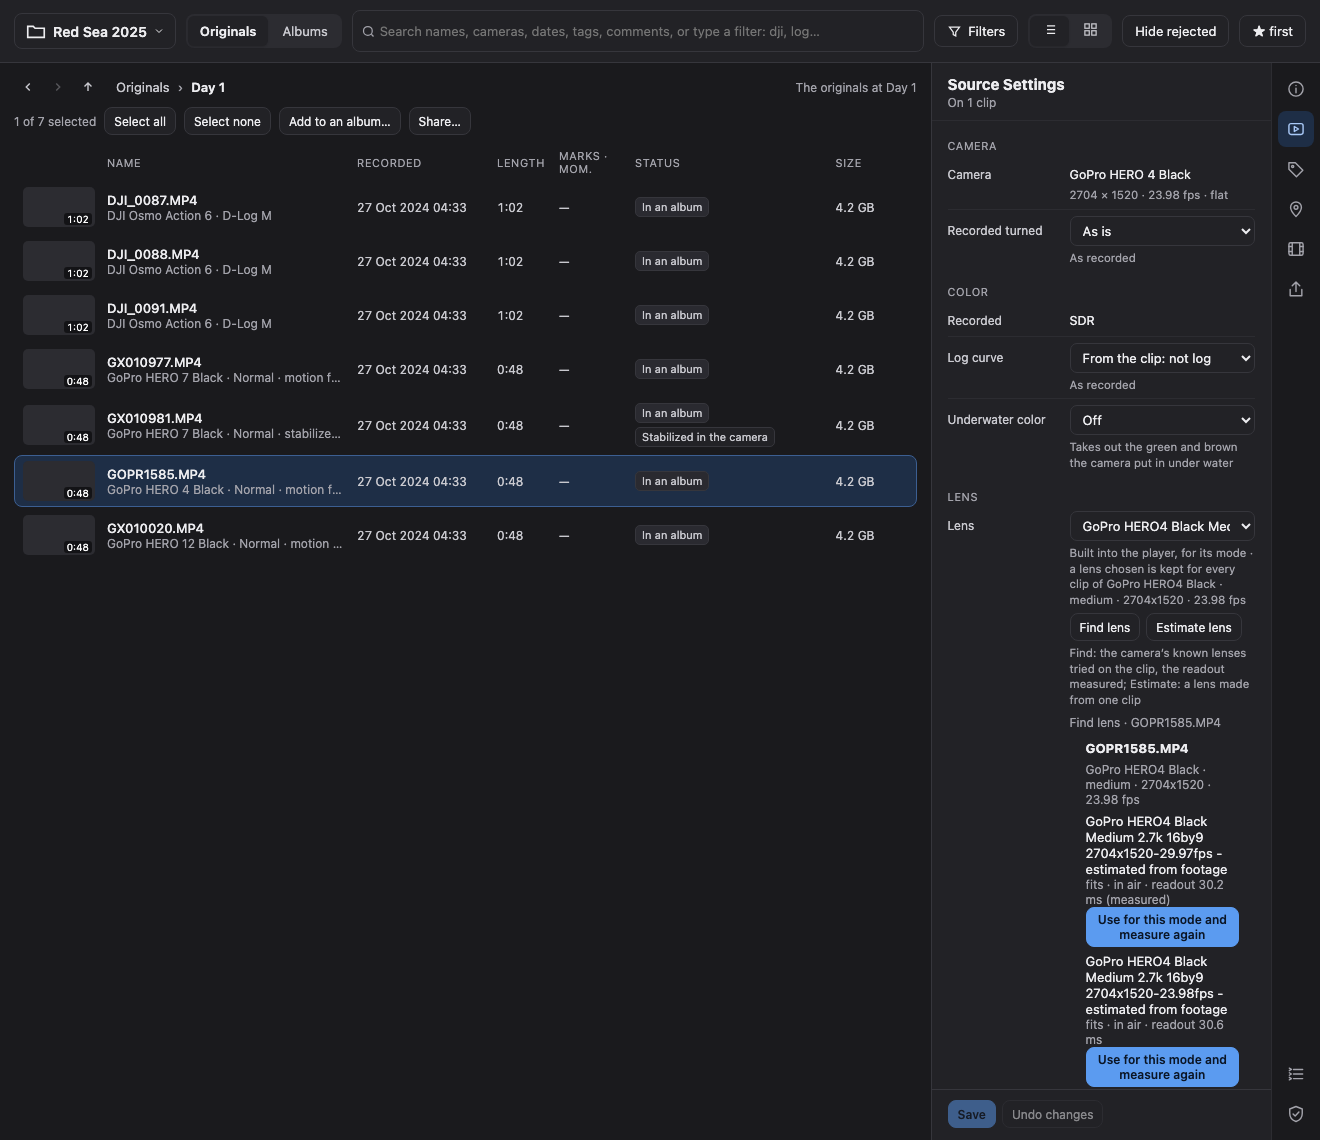 Red Sea 2025
Originals
Albums
Search names, cameras, dates, tags, comments, or type a filter: dji, log...
Filters
Hide rejected
★ first
Originals › Day 1
The originals at Day 1
1 of 7 selected
Select all
Select none
Add to an album...
Share...
NAME
RECORDED
LENGTH
MARKS ·
MOM.
STATUS
SIZE
1:02
DJI_0087.MP4
DJI Osmo Action 6 · D-Log M
27 Oct 2024 04:33
1:02
—
In an album
4.2 GB
1:02
DJI_0088.MP4
DJI Osmo Action 6 · D-Log M
27 Oct 2024 04:33
1:02
—
In an album
4.2 GB
1:02
DJI_0091.MP4
DJI Osmo Action 6 · D-Log M
27 Oct 2024 04:33
1:02
—
In an album
4.2 GB
0:48
GX010977.MP4
GoPro HERO 7 Black · Normal · motion f...
27 Oct 2024 04:33
0:48
—
In an album
4.2 GB
0:48
GX010981.MP4
GoPro HERO 7 Black · Normal · stabilize...
27 Oct 2024 04:33
0:48
—
In an album
Stabilized in the camera
4.2 GB
0:48
GOPR1585.MP4
GoPro HERO 4 Black · Normal · motion f...
27 Oct 2024 04:33
0:48
—
In an album
4.2 GB
0:48
GX010020.MP4
GoPro HERO 12 Black · Normal · motion ...
27 Oct 2024 04:33
0:48
—
In an album
4.2 GB
Source Settings
On 1 clip
CAMERA
Camera
GoPro HERO 4 Black
2704 × 1520 · 23.98 fps · flat
Recorded turned
As is
As recorded
COLOR
Recorded
SDR
Log curve
From the clip: not log
As recorded
Underwater color
Off
Takes out the green and brown
the camera put in under water
LENS
Lens
GoPro HERO4 Black Med
Built into the player, for its mode ·
a lens chosen is kept for every
clip of GoPro HERO4 Black ·
medium · 2704x1520 · 23.98 fps
Find lens
Estimate lens
Find: the camera's known lenses
tried on the clip, the readout
measured; Estimate: a lens made
from one clip
Find lens · GOPR1585.MP4
GOPR1585.MP4
GoPro HERO4 Black ·
medium · 2704x1520 ·
23.98 fps
GoPro HERO4 Black
Medium 2.7k 16by9
2704x1520-29.97fps -
estimated from footage
fits · in air · readout 30.2
ms (measured)
Use for this mode and
measure again
GoPro HERO4 Black
Medium 2.7k 16by9
2704x1520-23.98fps -
estimated from footage
fits · in air · readout 30.6
ms
Use for this mode and
measure again
Save
Undo changes